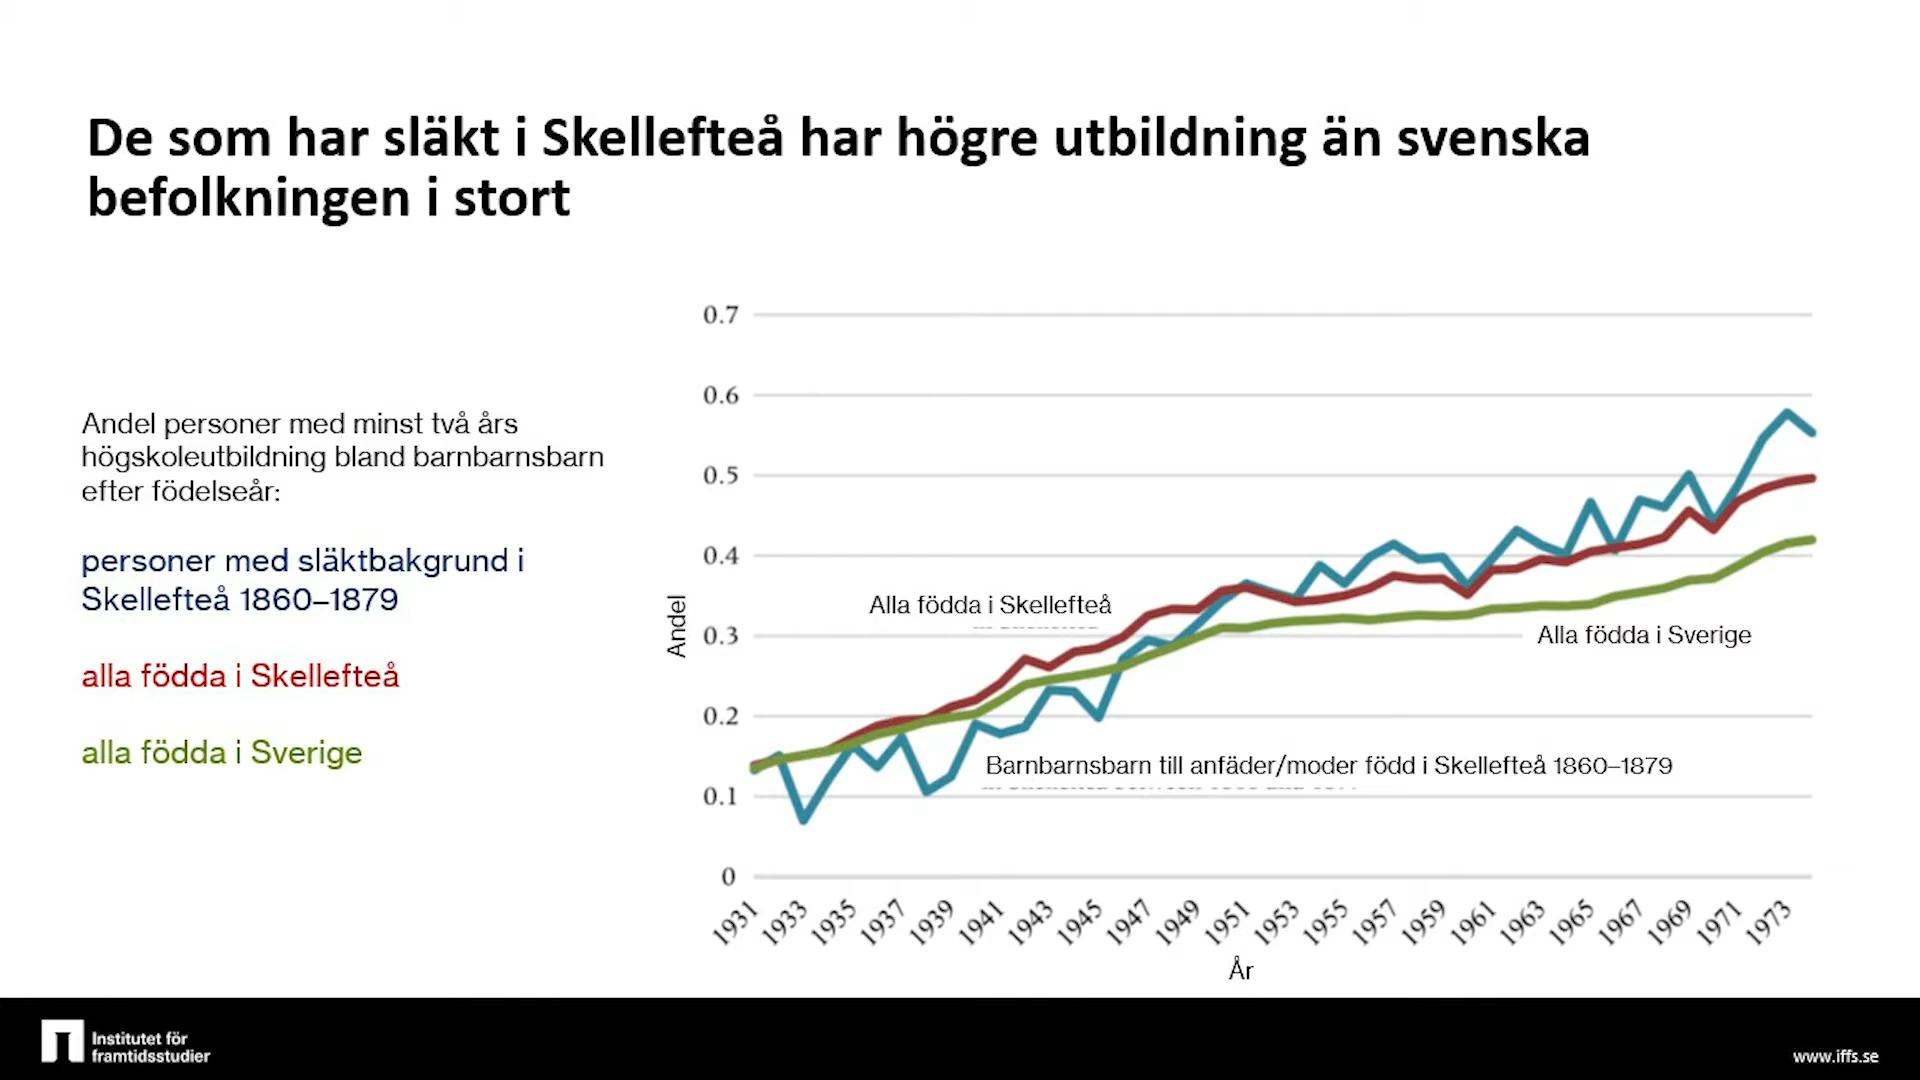 De som har släkt i Skellefteå har högre utbildning än svenska
befolkningen i stort
Andel personer med minst två års
högskoleutbildning bland barnbarnsbarn
efter födelseår:
personer med släktbakgrund i
Skellefteå 1860–1879
alla födda i Skellefteå
alla födda i Sverige
Andel
0.7
0.6
0.5
0.4
0.3
0.2
0.1
0
Alla födda i Skellefteå
Alla födda i Sverige
Barnbarnsbarn till anfäder/moder född i Skellefteå 1860–1879
1931 1933 1935 1937 1939 1941 1943 1945 1947 1949 1951 1953 1955 1957 1959 1961 1963 1965 1967 1969 1971 1973
År
Institutet för
framtidsstudier
www.iffs.se